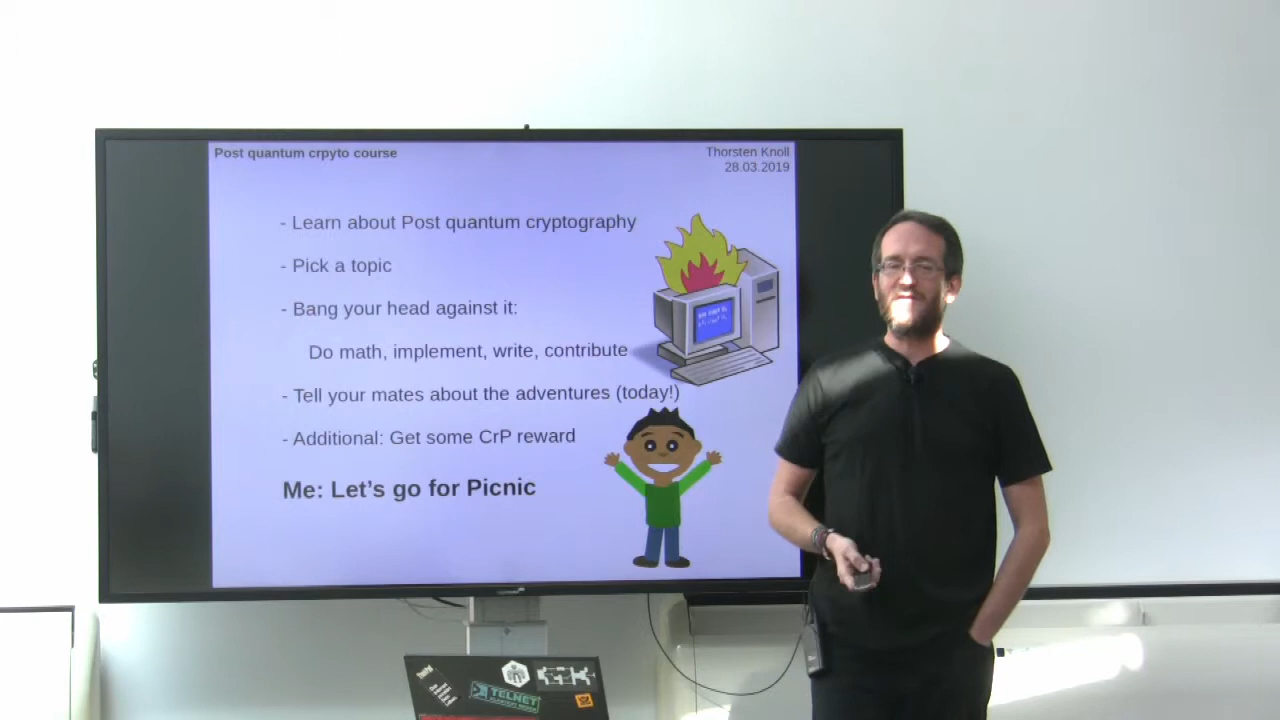 Post quantum crpyto course
Thorsten Knoll
28.03.2019
- Learn about Post quantum cryptography
- Pick a topic
- Bang your head against it:
Do math, implement, write, contribute
- Tell your mates about the adventures (today!)
- Additional: Get some CrP reward
Me: Let's go for Picnic
TELNET